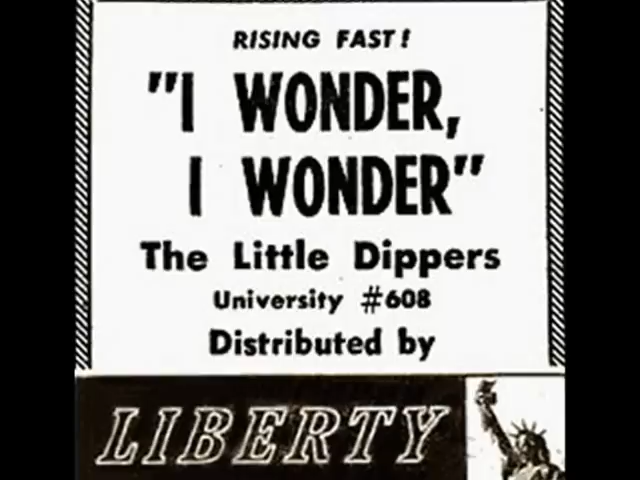 RISING FAST!
"I WONDER,
I WONDER"
The Little Dippers
University #608
Distributed by
LIBERTY